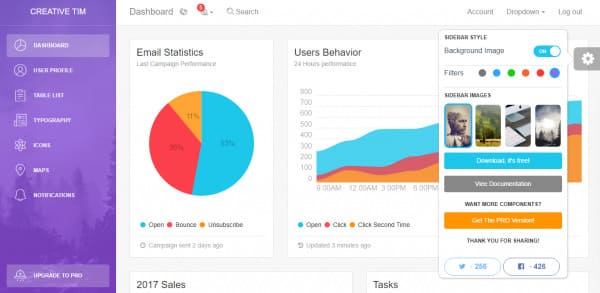 CREATIVE TIM
DASHBOARD
USER PROFILE
TABLE LIST
TYPOGRAPHY
ICONS
MAPS
NOTIFICATIONS
UPGRADE TO PRO
Dashboard
5
Search
Account
Dropdown
Log out
Email Statistics
Last Campaign Performance
11%
36%
53%
Open Bounce Unsubscribe
Campaign sent 2 days ago
Users Behavior
24 Hours performance
800
700
600
500
400
300
200
100
0
9:00AM 12:00AM 3:00PM 6:00PM
Open Click Click Second Time
Updated 3 minutes ago
2017 Sales
Tasks
SIDEBAR STYLE
Background Image
ON
Filters
SIDEBAR IMAGES
Download, it's free!
View Documentation
WANT MORE COMPONENTS?
Get The PRO Version!
THANK YOU FOR SHARING!
· 256
· 426